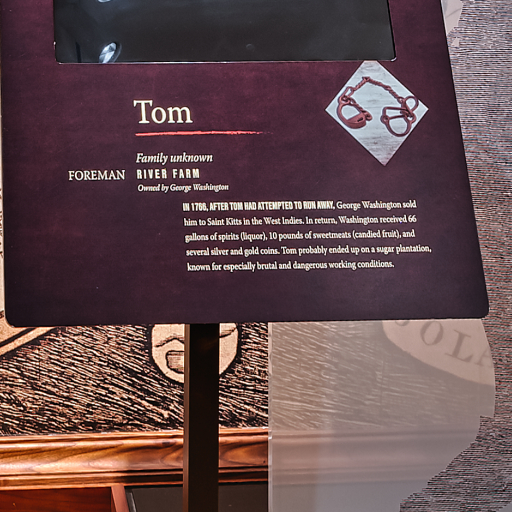 Tom
Family unknown
FOREMAN RIVER FARM
Owned by George Washington
IN 1766, AFTER TOM HAD ATTEMPTED TO RUN AWAY, George Washington sold
him to Saint Kitts in the West Indies. In return, Washington received 66
gallons of spirits (liquor), 10 pounds of sweetmeats (candied fruit), and
several silver and gold coins. Tom probably ended up on a sugar plantation,
known for especially brutal and dangerous working conditions.